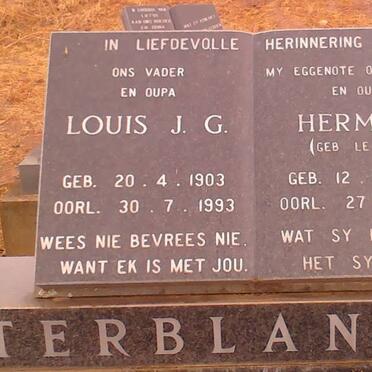 IN LIEFDEVOLLE HERINNERING
ONS VADER
EN OUPA
LOUIS J. G.
GEB. 20.4.1903
OORL. 30.7.1993
WEES NIE BEVREES NIE.
WANT EK IS MET JOU.
MY EGGENOTE
EN
HERM
(GEB LE
GEB. 12.
OORL. 27
WAT SY
HET SY
TERBLAN